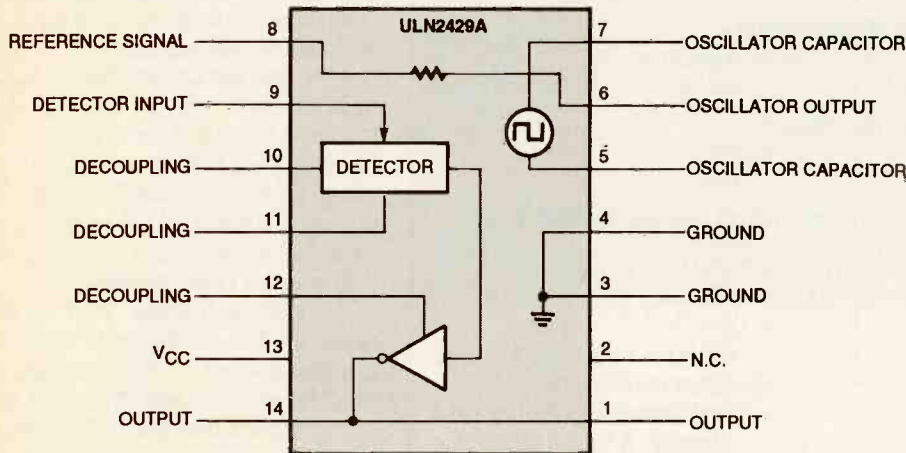 ULN2429A
REFERENCE SIGNAL 8
DETECTOR INPUT 9
DECOUPLING 10
DECOUPLING 11
DECOUPLING 12
VCC 13
OUTPUT 14
DETECTOR
7 OSCILLATOR CAPACITOR
6 OSCILLATOR OUTPUT
5 OSCILLATOR CAPACITOR
4 GROUND
3 GROUND
2 N.C.
1 OUTPUT